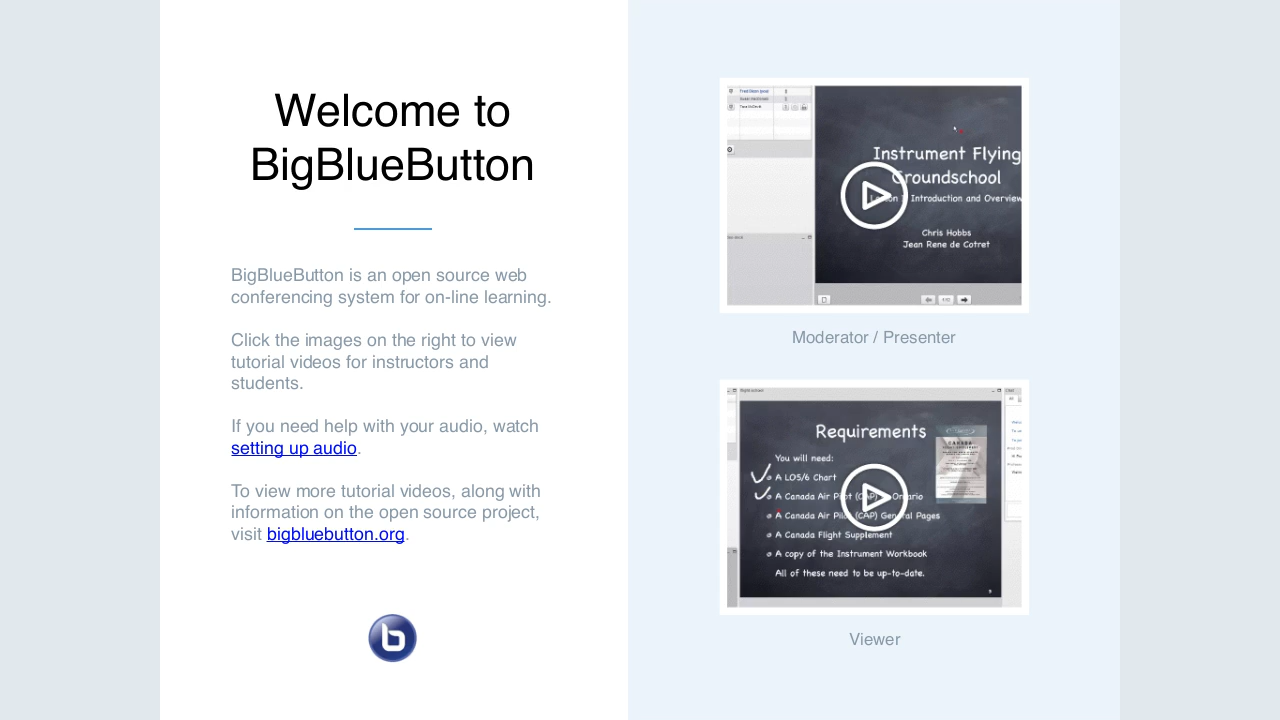 Welcome to
BigBlueButton
BigBlueButton is an open source web
conferencing system for on-line learning.
Click the images on the right to view
tutorial videos for instructors and
students.
If you need help with your audio, watch
setting up audio.
To view more tutorial videos, along with
information on the open source project,
visit bigbluebutton.org.
b
Instrument Flying
Groundschool
Introduction and Overview
Chris Hobbs
Jean Rene de Cotret
Moderator / Presenter
Requirements
CANADA
You will need:
A LO5/6 Chart
A Canada Air Pilot (CAP) Ontario
A Canada Air Pilot (CAP) General Pages
A Canada Flight Supplement
A copy of the Instrument Workbook
All of these need to be up-to-date.
Viewer